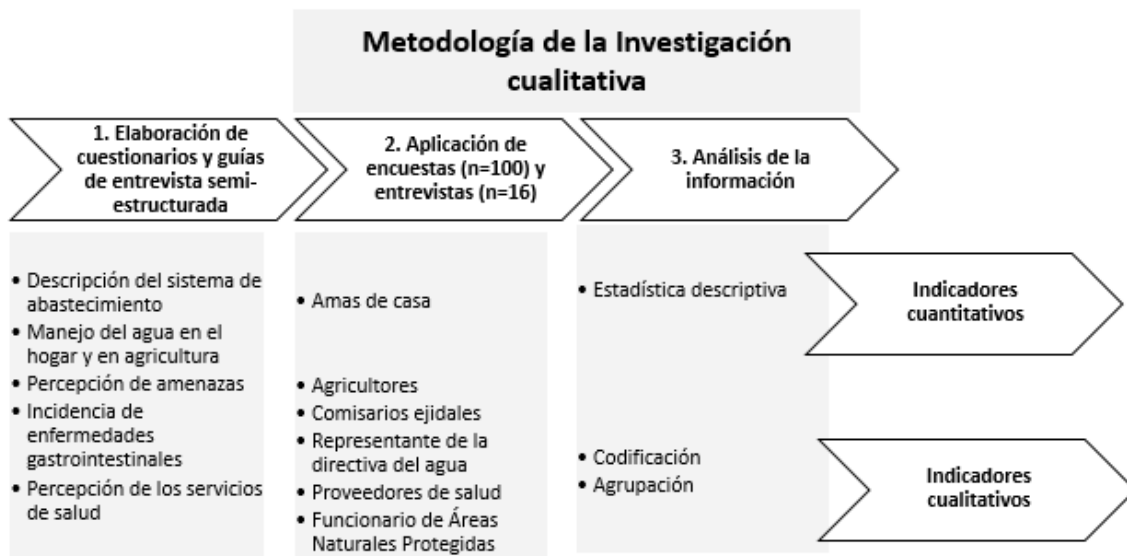 Metodología de la Investigación
cualitativa
1. Elaboración de
cuestionarios y guías
de entrevista semi-
estructurada
2. Aplicación de
encuestas (n=100) y
entrevistas (n=16)
3. Análisis de la
información
• Descripción del sistema de
abastecimiento
• Manejo del agua en el
hogar y en agricultura
• Percepción de amenazas
• Incidencia de
enfermedades
gastrointestinales
• Percepción de los servicios
de salud
• Amas de casa
• Agricultores
• Comisarios ejidales
• Representante de la
directiva del agua
• Proveedores de salud
• Funcionario de Áreas
Naturales Protegidas
• Estadística descriptiva
• Codificación
• Agrupación
Indicadores
cuantitativos
Indicadores
cualitativos